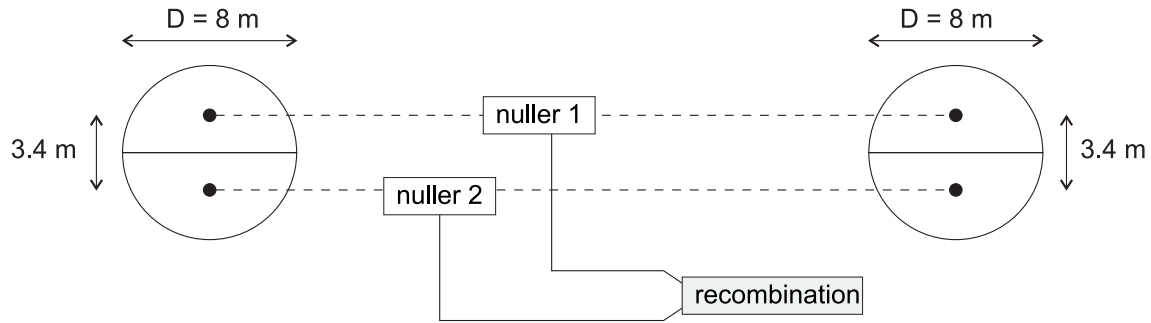 D = 8 m
D = 8 m
nuller 1
3.4 m
3.4 m
nuller 2
recombination